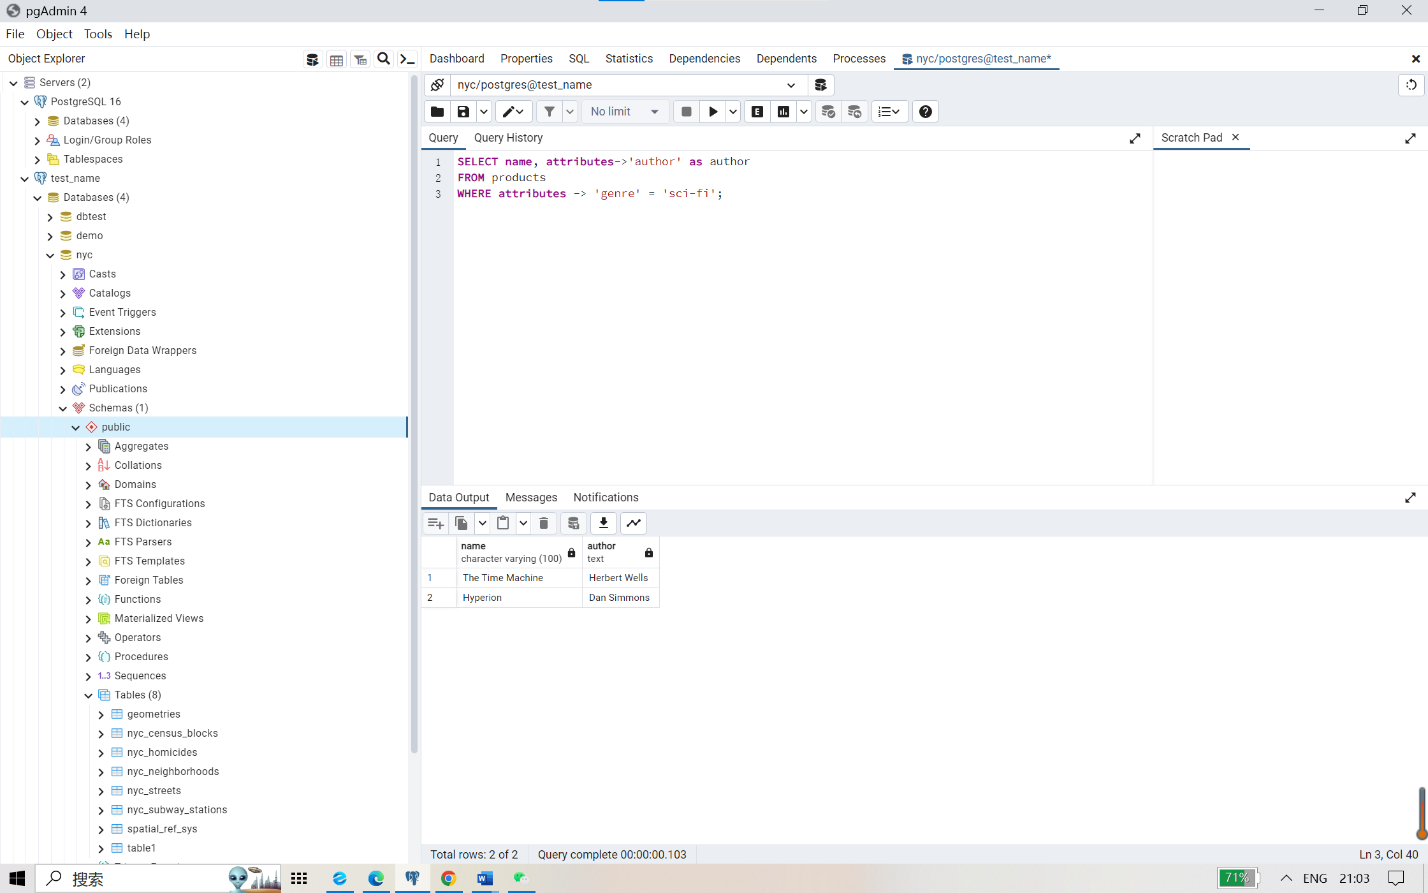 pgAdmin 4
File Object Tools Help
Object Explorer
Dashboard Properties SQL Statistics Dependencies Dependents Processes nyc/postgres@test_name*
Servers (2)
PostgreSQL 16
Databases (4)
Login/Group Roles
Tablespaces
test_name
Databases (4)
dbtest
demo
nyc
Casts
Catalogs
Event Triggers
Extensions
Foreign Data Wrappers
Languages
Publications
Schemas (1)
public
Aggregates
Collations
Domains
FTS Configurations
FTS Dictionaries
Aa FTS Parsers
FTS Templates
Foreign Tables
Functions
Materialized Views
Operators
Procedures
1..3 Sequences
Tables (8)
geometries
nyc_census_blocks
nyc_homicides
nyc_neighborhoods
nyc_streets
nyc_subway_stations
spatial_ref_sys
table1
nyc/postgres@test_name
No limit
E
Query Query History
Scratch Pad
1 SELECT name, attributes->'author' as author
2 FROM products
3 WHERE attributes -> 'genre' = 'sci-fi';
Data Output Messages Notifications
name author
character varying (100) text
1 The Time Machine Herbert Wells
2 Hyperion Dan Simmons
Total rows: 2 of 2 Query complete 00:00:00.103 Ln 3, Col 40
搜索
71% ENG 21:03